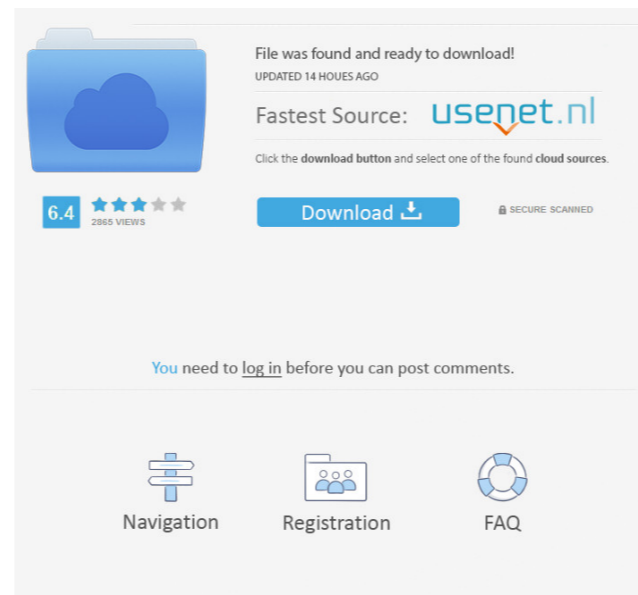 File was found and ready to download!
UPDATED 14 HOUES AGO
Fastest Source: usenet.nl
Click the download button and select one of the found cloud sources.
6.4
2865 VIEWS
Download
SECURE SCANNED
You need to log in before you can post comments.
Navigation
Registration
FAQ